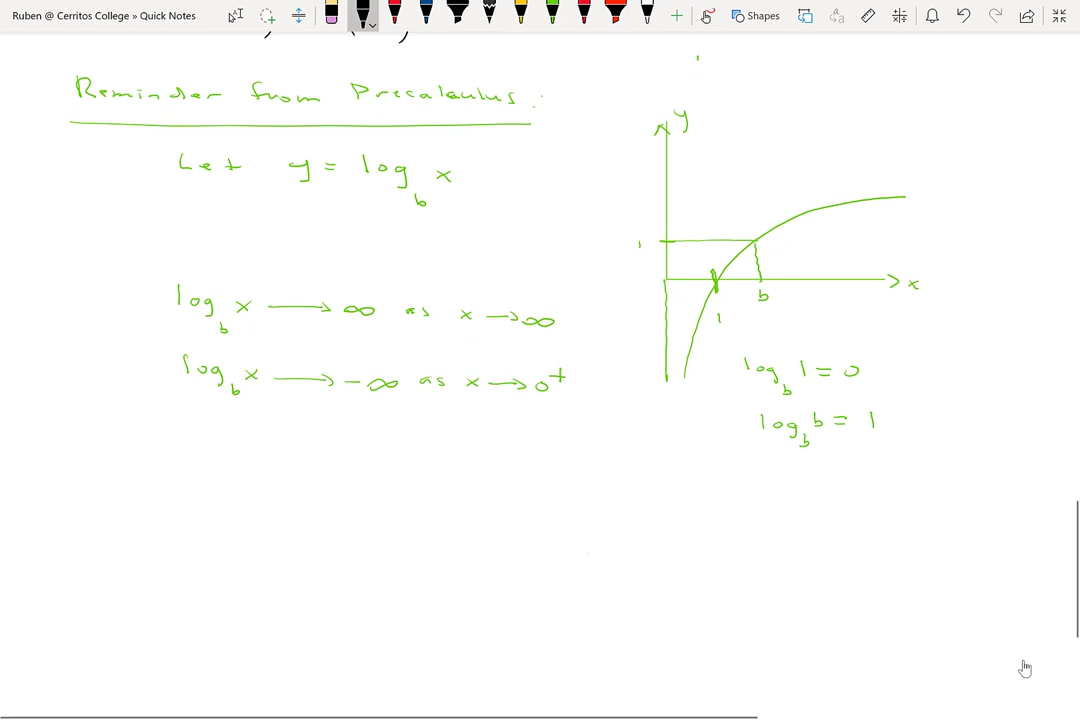 Ruben @ Cerritos College » Quick Notes
Shapes
Reminder from Precalculus:
Let y = log_b x
log_b x ⟶ ∞ as x → ∞
log_b x ⟶ -∞ as x → 0⁺
y
1
b
x
1
log_b 1 = 0
log_b b = 1